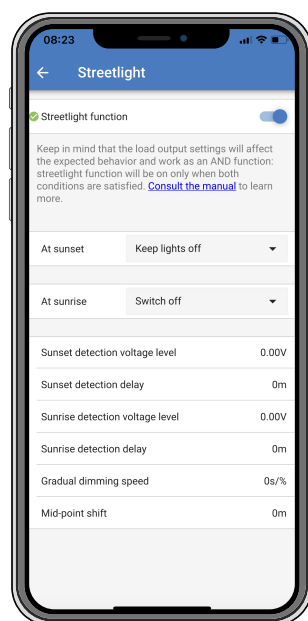 08:23
Streetlight
Streetlight function
Keep in mind that the load output settings will affect
the expected behavior and work as an AND function:
streetlight function will be on only when both
conditions are satisfied. Consult the manual to learn
more.
At sunset Keep lights off
At sunrise Switch off
Sunset detection voltage level 0.00V
Sunset detection delay 0m
Sunrise detection voltage level 0.00V
Sunrise detection delay 0m
Gradual dimming speed 0s/%
Mid-point shift 0m